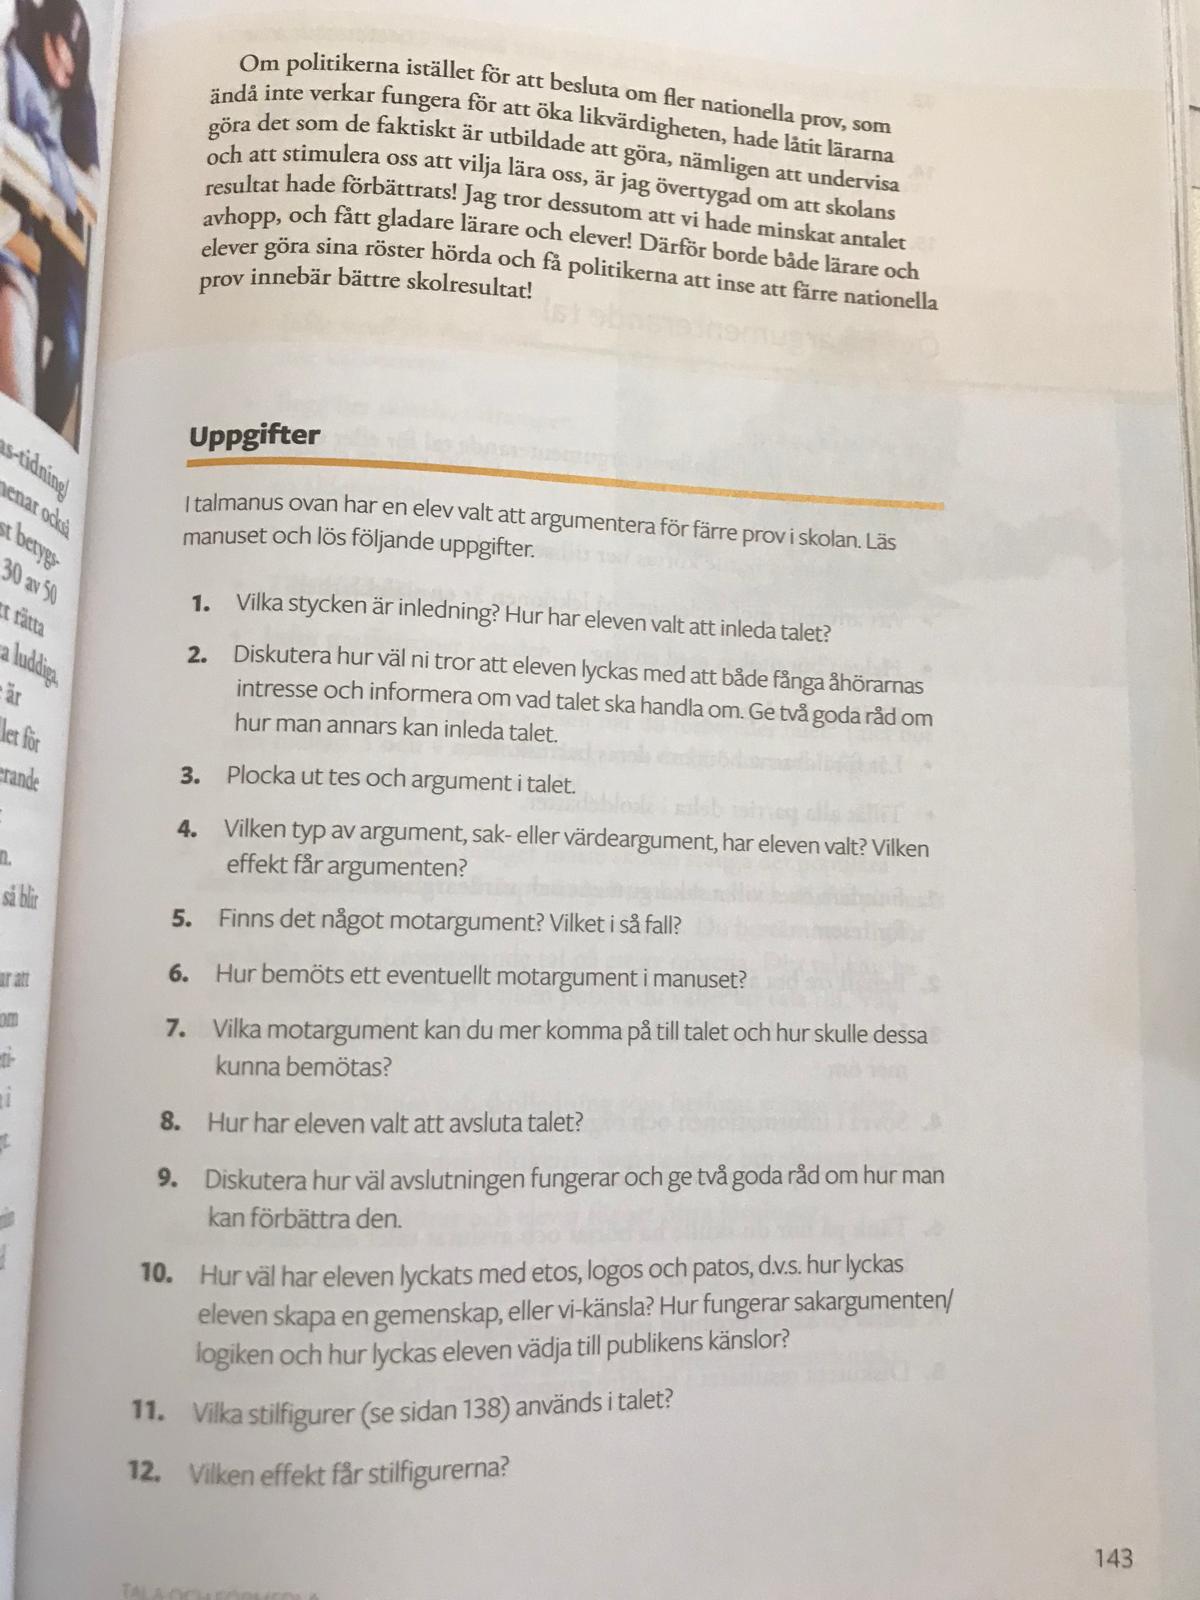 as-tidning/
menar också
st betygs-
30 av 50
tt rätta
a luddiga,
är
llet för
erande
n.
så blir
ar att
om
i
Om politikerna istället för att besluta om fler nationella prov, som
ändå inte verkar fungera för att öka likvärdigheten, hade låtit lärarna
göra det som de faktiskt är utbildade att göra, nämligen att undervisa
och att stimulera oss att vilja lära oss, är jag övertygad om att skolans
resultat hade förbättrats! Jag tror dessutom att vi hade minskat antalet
avhopp, och fått gladare lärare och elever! Därför borde både lärare och
elever göra sina röster hörda och få politikerna att inse att färre nationella
prov innebär bättre skolresultat!
Uppgifter
I talmanus ovan har en elev valt att argumentera för färre prov i skolan. Läs
manuset och lös följande uppgifter.
1. Vilka stycken är inledning? Hur har eleven valt att inleda talet?
2. Diskutera hur väl ni tror att eleven lyckas med att både fånga åhörarnas
intresse och informera om vad talet ska handla om. Ge två goda råd om
hur man annars kan inleda talet.
3. Plocka ut tes och argument i talet.
4. Vilken typ av argument, sak- eller värdeargument, har eleven valt? Vilken
effekt får argumenten?
5. Finns det något motargument? Vilket i så fall?
6. Hur bemöts ett eventuellt motargument i manuset?
7. Vilka motargument kan du mer komma på till talet och hur skulle dessa
kunna bemötas?
8. Hur har eleven valt att avsluta talet?
9. Diskutera hur väl avslutningen fungerar och ge två goda råd om hur man
kan förbättra den.
10. Hur väl har eleven lyckats med etos, logos och patos, d.v.s. hur lyckas
eleven skapa en gemenskap, eller vi-känsla? Hur fungerar sakargumenten/
logiken och hur lyckas eleven vädja till publikens känslor?
11. Vilka stilfigurer (se sidan 138) används i talet?
12. Vilken effekt får stilfigurerna?
143
TALA OCH FÖRMEDLA